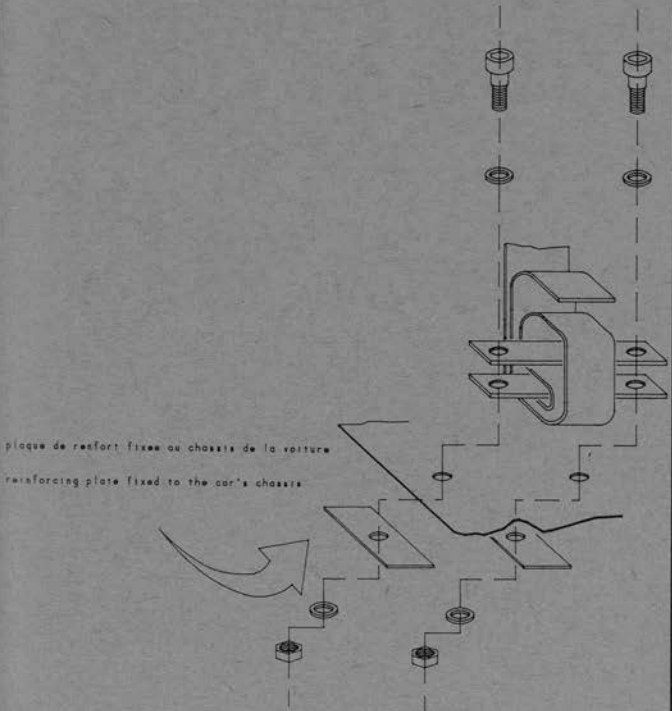 plaque de renfort fixee au chassis de la voiture
reinforcing plate fixed to the car's chassis